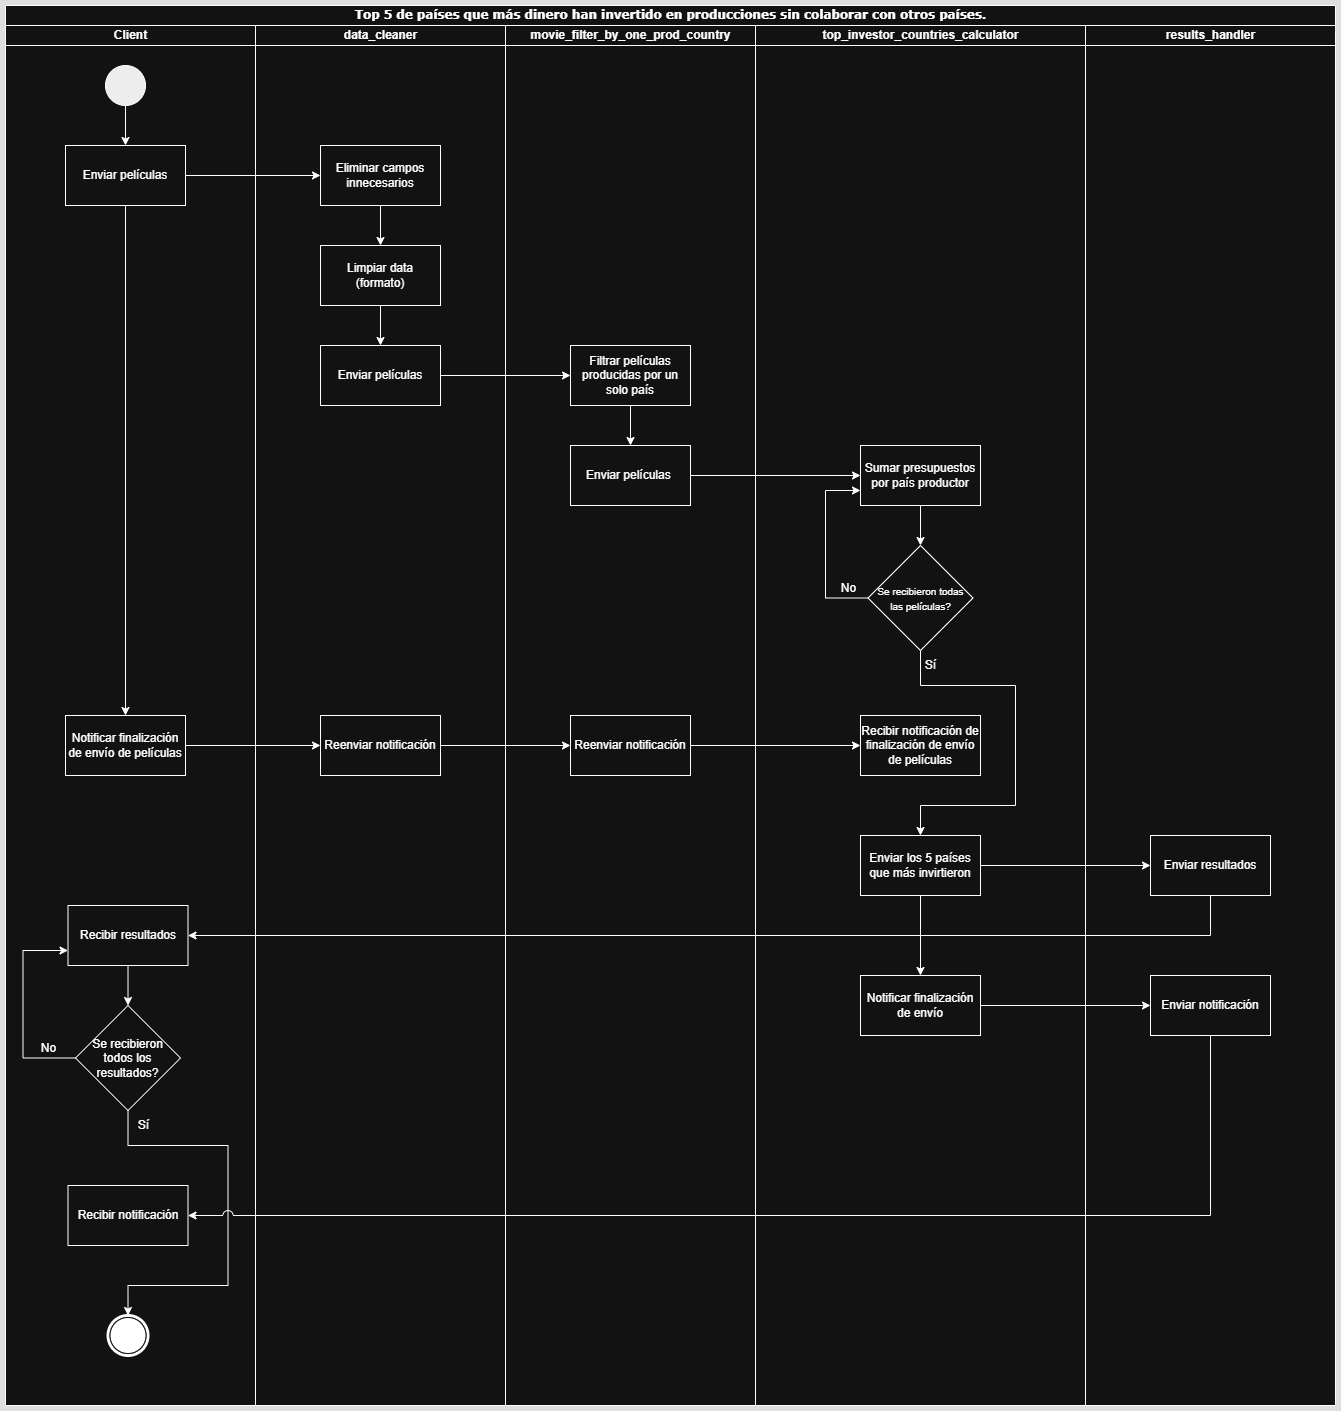 Top 5 de países que más dinero han invertido en producciones sin colaborar con otros países.
Client
data_cleaner
movie_filter_by_one_prod_country
top_investor_countries_calculator
results_handler
Enviar películas
Eliminar campos
innecesarios
Limpiar data
(formato)
Enviar películas
Filtrar películas
producidas por un
solo país
Enviar películas
Sumar presupuestos
por país productor
No
Se recibieron todas
las películas?
Sí
Notificar finalización
de envío de películas
Reenviar notificación
Reenviar notificación
Recibir notificación de
finalización de envío
de películas
Enviar los 5 países
que más invirtieron
Enviar resultados
Recibir resultados
Notificar finalización
de envío
Enviar notificación
No
Se recibieron
todos los
resultados?
Sí
Recibir notificación